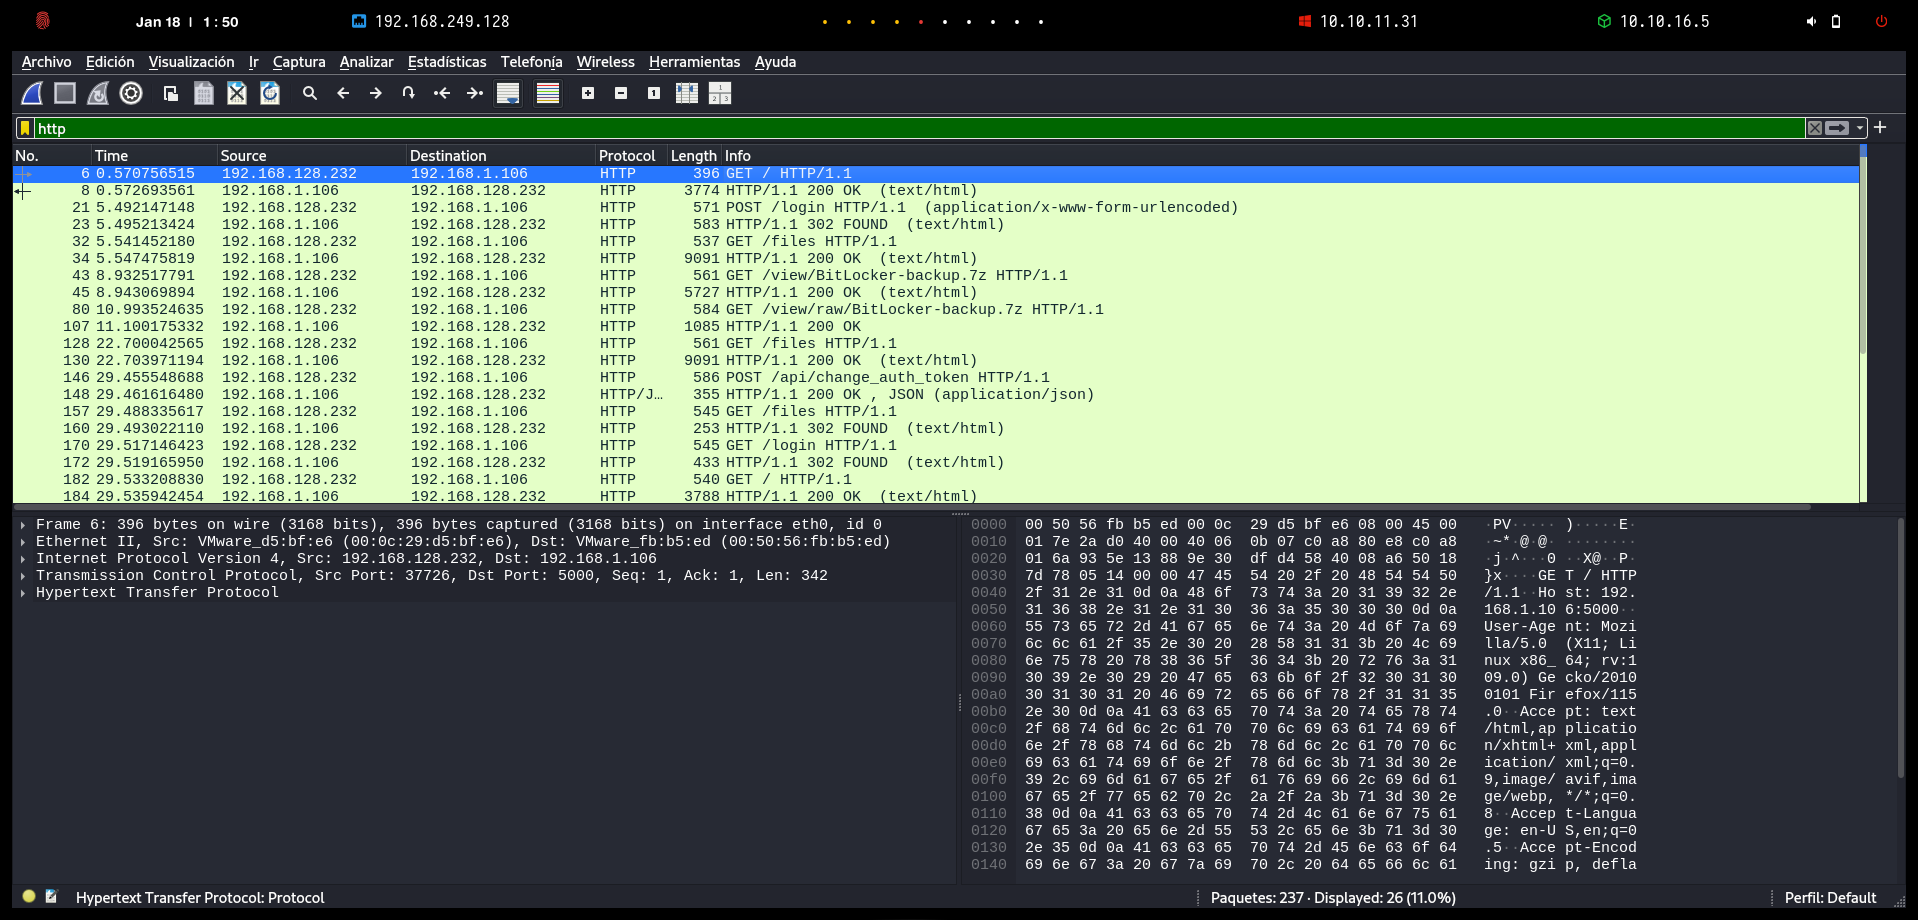 Jan 18 | 1:50 192.168.249.128 10.10.11.31 10.10.16.5
Archivo Edición Visualización Ir Captura Analizar Estadísticas Telefonía Wireless Herramientas Ayuda
http
No. Time Source Destination Protocol Length Info
6 0.570756515 192.168.128.232 192.168.1.106 HTTP 396 GET / HTTP/1.1
8 0.572693561 192.168.1.106 192.168.128.232 HTTP 3774 HTTP/1.1 200 OK (text/html)
21 5.492147148 192.168.128.232 192.168.1.106 HTTP 571 POST /login HTTP/1.1 (application/x-www-form-urlencoded)
23 5.495213424 192.168.1.106 192.168.128.232 HTTP 583 HTTP/1.1 302 FOUND (text/html)
32 5.541452180 192.168.128.232 192.168.1.106 HTTP 537 GET /files HTTP/1.1
34 5.547475819 192.168.1.106 192.168.128.232 HTTP 9091 HTTP/1.1 200 OK (text/html)
43 8.932517791 192.168.128.232 192.168.1.106 HTTP 561 GET /view/BitLocker-backup.7z HTTP/1.1
45 8.943069894 192.168.1.106 192.168.128.232 HTTP 5727 HTTP/1.1 200 OK (text/html)
80 10.993524635 192.168.128.232 192.168.1.106 HTTP 584 GET /view/raw/BitLocker-backup.7z HTTP/1.1
107 11.100175332 192.168.1.106 192.168.128.232 HTTP 1085 HTTP/1.1 200 OK
128 22.700042565 192.168.128.232 192.168.1.106 HTTP 561 GET /files HTTP/1.1
130 22.703971194 192.168.1.106 192.168.128.232 HTTP 9091 HTTP/1.1 200 OK (text/html)
146 29.455548688 192.168.128.232 192.168.1.106 HTTP 586 POST /api/change_auth_token HTTP/1.1
148 29.461616480 192.168.1.106 192.168.128.232 HTTP/J… 355 HTTP/1.1 200 OK , JSON (application/json)
157 29.488335617 192.168.128.232 192.168.1.106 HTTP 545 GET /files HTTP/1.1
160 29.493022110 192.168.1.106 192.168.128.232 HTTP 253 HTTP/1.1 302 FOUND (text/html)
170 29.517146423 192.168.128.232 192.168.1.106 HTTP 545 GET /login HTTP/1.1
172 29.519165950 192.168.1.106 192.168.128.232 HTTP 433 HTTP/1.1 302 FOUND (text/html)
182 29.533208830 192.168.128.232 192.168.1.106 HTTP 540 GET / HTTP/1.1
184 29.535942454 192.168.1.106 192.168.128.232 HTTP 3788 HTTP/1.1 200 OK (text/html)
Frame 6: 396 bytes on wire (3168 bits), 396 bytes captured (3168 bits) on interface eth0, id 0
Ethernet II, Src: VMware_d5:bf:e6 (00:0c:29:d5:bf:e6), Dst: VMware_fb:b5:ed (00:50:56:fb:b5:ed)
Internet Protocol Version 4, Src: 192.168.128.232, Dst: 192.168.1.106
Transmission Control Protocol, Src Port: 37726, Dst Port: 5000, Seq: 1, Ack: 1, Len: 342
Hypertext Transfer Protocol
0000 00 50 56 fb b5 ed 00 0c 29 d5 bf e6 08 00 45 00 ·PV····· )·····E·
0010 01 7e 2a d0 40 00 40 06 0b 07 c0 a8 80 e8 c0 a8 ·~*·@·@· ········
0020 01 6a 93 5e 13 88 9e 30 df d4 58 40 08 a6 50 18 ·j·^···0 ··X@··P·
0030 7d 78 05 14 00 00 47 45 54 20 2f 20 48 54 54 50 }x····GE T / HTTP
0040 2f 31 2e 31 0d 0a 48 6f 73 74 3a 20 31 39 32 2e /1.1··Ho st: 192.
0050 31 36 38 2e 31 2e 31 30 36 3a 35 30 30 30 0d 0a 168.1.10 6:5000··
0060 55 73 65 72 2d 41 67 65 6e 74 3a 20 4d 6f 7a 69 User-Age nt: Mozi
0070 6c 6c 61 2f 35 2e 30 20 28 58 31 31 3b 20 4c 69 lla/5.0 (X11; Li
0080 6e 75 78 20 78 38 36 5f 36 34 3b 20 72 76 3a 31 nux x86_ 64; rv:1
0090 30 39 2e 30 29 20 47 65 63 6b 6f 2f 32 30 31 30 09.0) Ge cko/2010
00a0 30 31 30 31 20 46 69 72 65 66 6f 78 2f 31 31 35 0101 Fir efox/115
00b0 2e 30 0d 0a 41 63 63 65 70 74 3a 20 74 65 78 74 .0··Acce pt: text
00c0 2f 68 74 6d 6c 2c 61 70 70 6c 69 63 61 74 69 6f /html,ap plicatio
00d0 6e 2f 78 68 74 6d 6c 2b 78 6d 6c 2c 61 70 70 6c n/xhtml+ xml,appl
00e0 69 63 61 74 69 6f 6e 2f 78 6d 6c 3b 71 3d 30 2e ication/ xml;q=0.
00f0 39 2c 69 6d 61 67 65 2f 61 76 69 66 2c 69 6d 61 9,image/ avif,ima
0100 67 65 2f 77 65 62 70 2c 2a 2f 2a 3b 71 3d 30 2e ge/webp, */*;q=0.
0110 38 0d 0a 41 63 63 65 70 74 2d 4c 61 6e 67 75 61 8··Accep t-Langua
0120 67 65 3a 20 65 6e 2d 55 53 2c 65 6e 3b 71 3d 30 ge: en-U S,en;q=0
0130 2e 35 0d 0a 41 63 63 65 70 74 2d 45 6e 63 6f 64 .5··Acce pt-Encod
0140 69 6e 67 3a 20 67 7a 69 70 2c 20 64 65 66 6c 61 ing: gzi p, defla
Hypertext Transfer Protocol: Protocol Paquetes: 237 · Displayed: 26 (11.0%) Perfil: Default